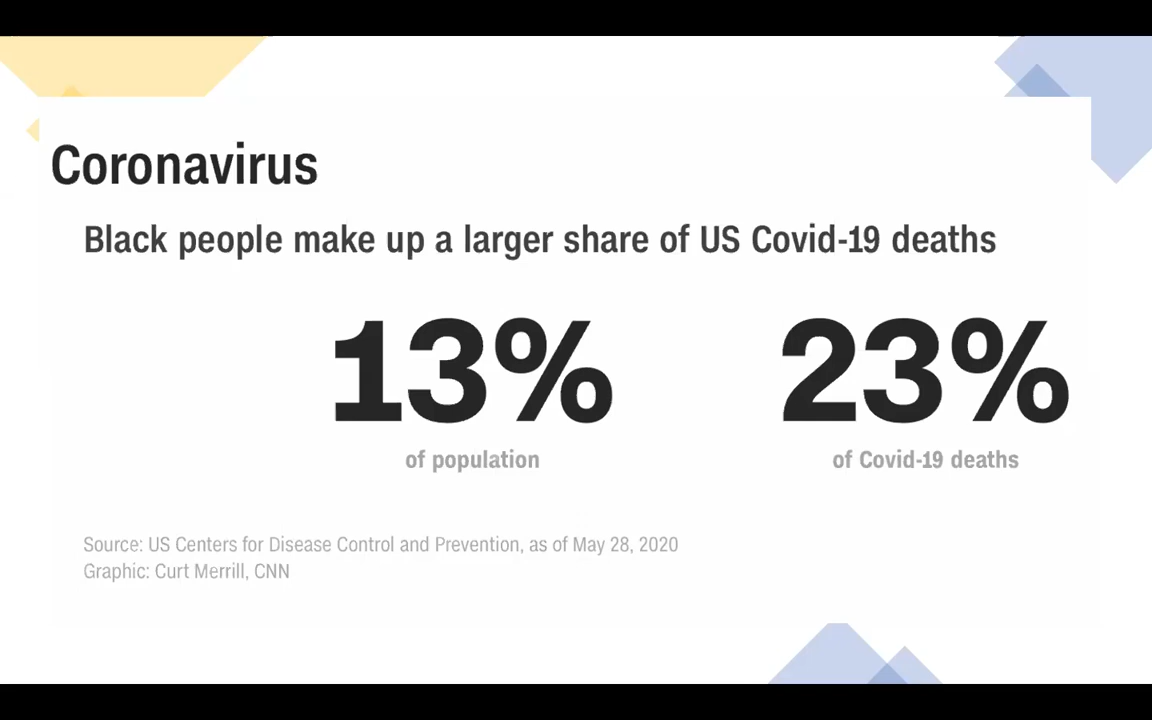 Coronavirus
Black people make up a larger share of US Covid-19 deaths
13% 23%
of population of Covid-19 deaths
Source: US Centers for Disease Control and Prevention, as of May 28, 2020
Graphic: Curt Merrill, CNN